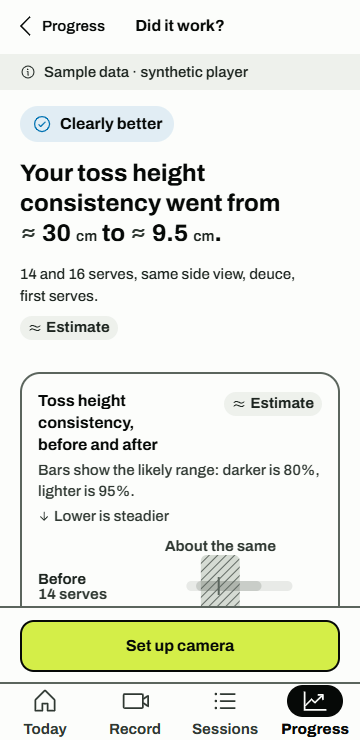 Progress
Did it work?
Sample data · synthetic player
Clearly better
Your toss height
consistency went from
≈ 30 cm to ≈ 9.5 cm.
14 and 16 serves, same side view, deuce,
first serves.
≈ Estimate
Toss height
consistency,
before and after
≈ Estimate
Bars show the likely range: darker is 80%,
lighter is 95%.
↓ Lower is steadier
About the same
Before
14 serves
Set up camera
Today
Record
Sessions
Progress